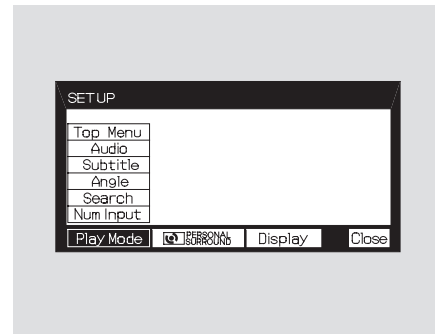 SETUP
Top Menu
Audio
Subtitle
Angle
Search
Num Input
Play Mode PERSONAL SURROUND Display Close